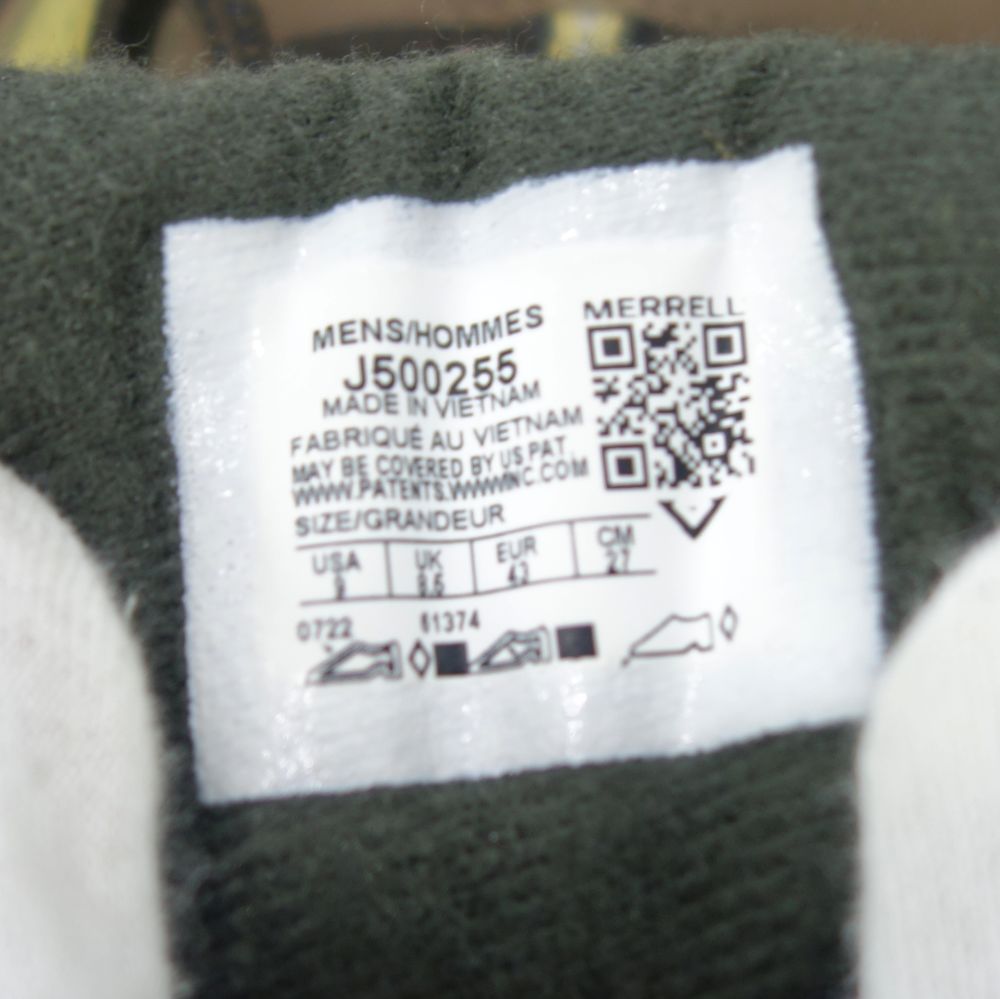 MENS/HOMMES
J500255
MADE IN VIETNAM
FABRIQUÉ AU VIETNAM
MAY BE COVERED BY US PAT.
WWW.PATENTS.WWWINC.COM
SIZE/GRANDEUR
USA UK EUR CM
9 8.5 43 27
0722 61374
MERRELL